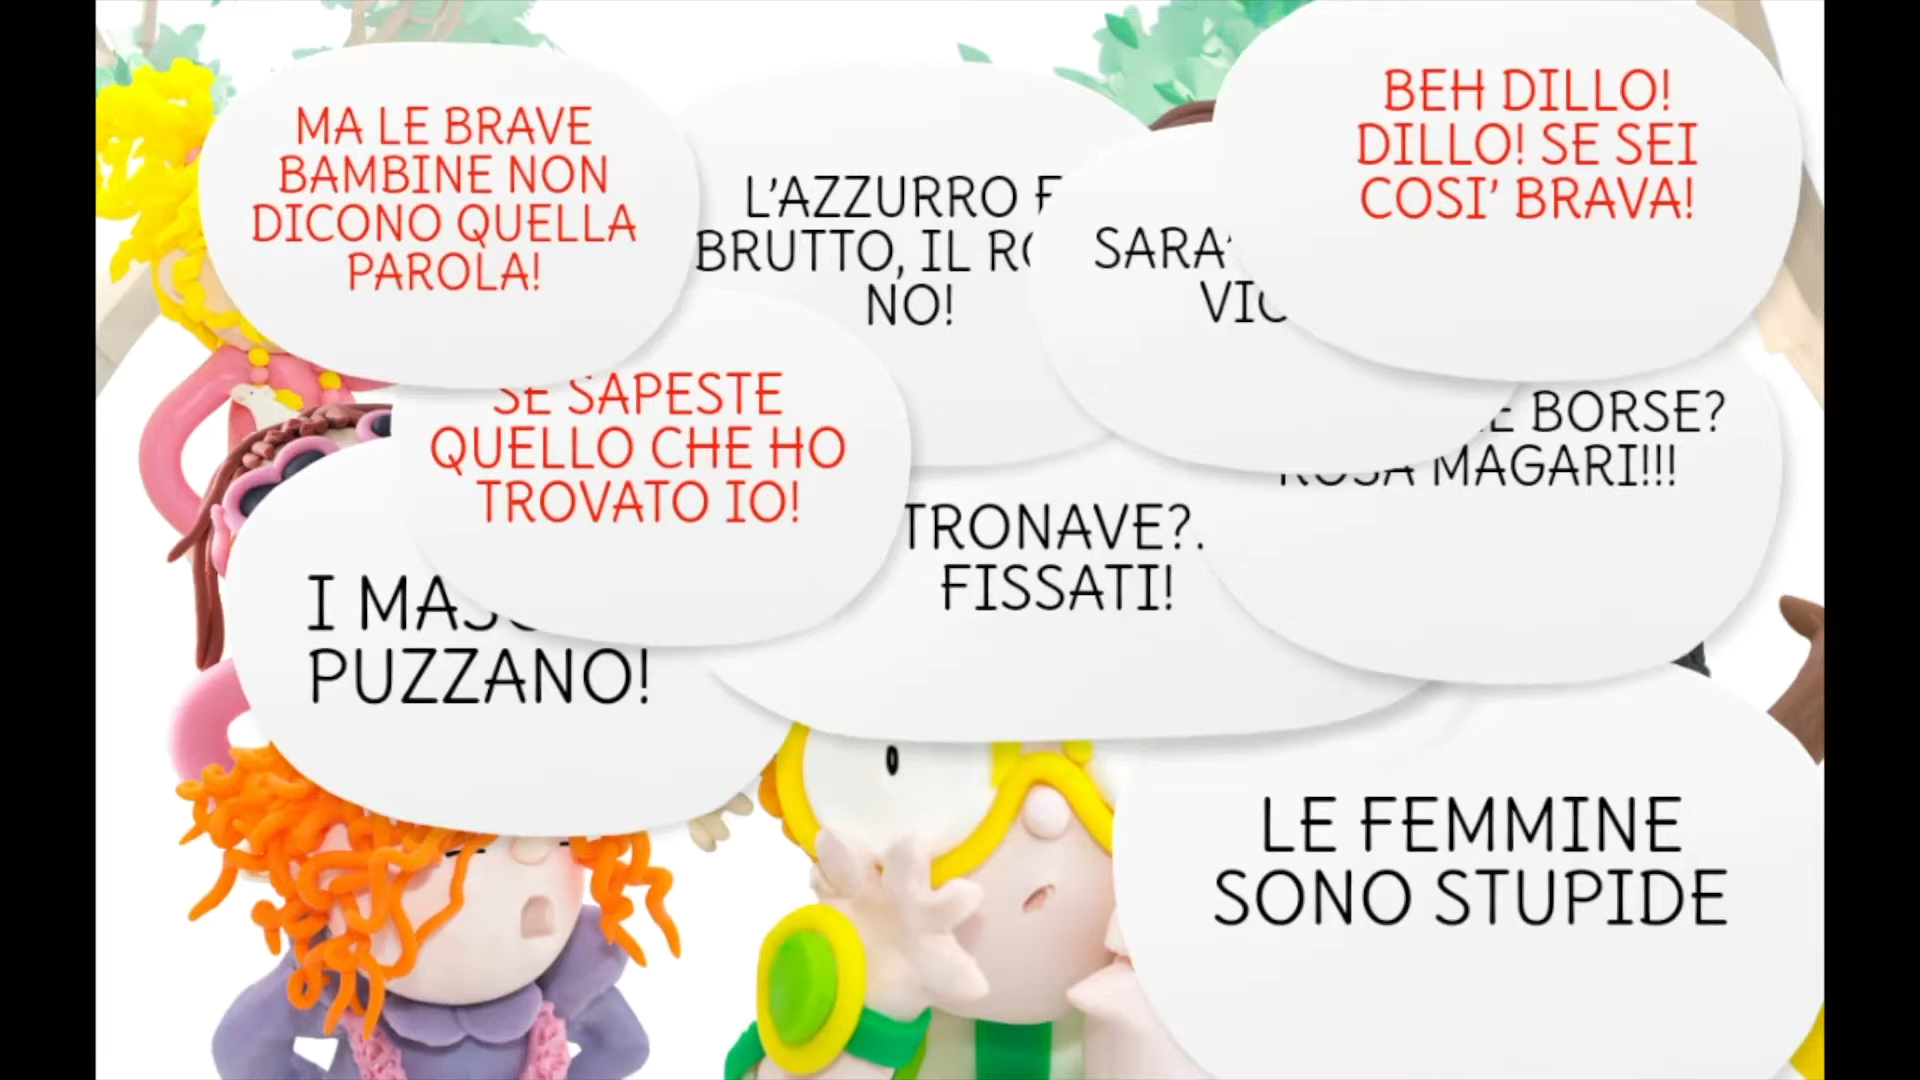 MA LE BRAVE
BAMBINE NON
DICONO QUELLA
PAROLA!
L'AZZURRO
BRUTTO, IL
NO!
SARA'
BEH DILLO!
DILLO! SE SEI
COSI' BRAVA!
SE SAPESTE
QUELLO CHE HO
TROVATO IO!
BORSE?
ROSA MAGARI!!!
TRONAVE?.
FISSATI!
I
PUZZANO!
LE FEMMINE
SONO STUPIDE